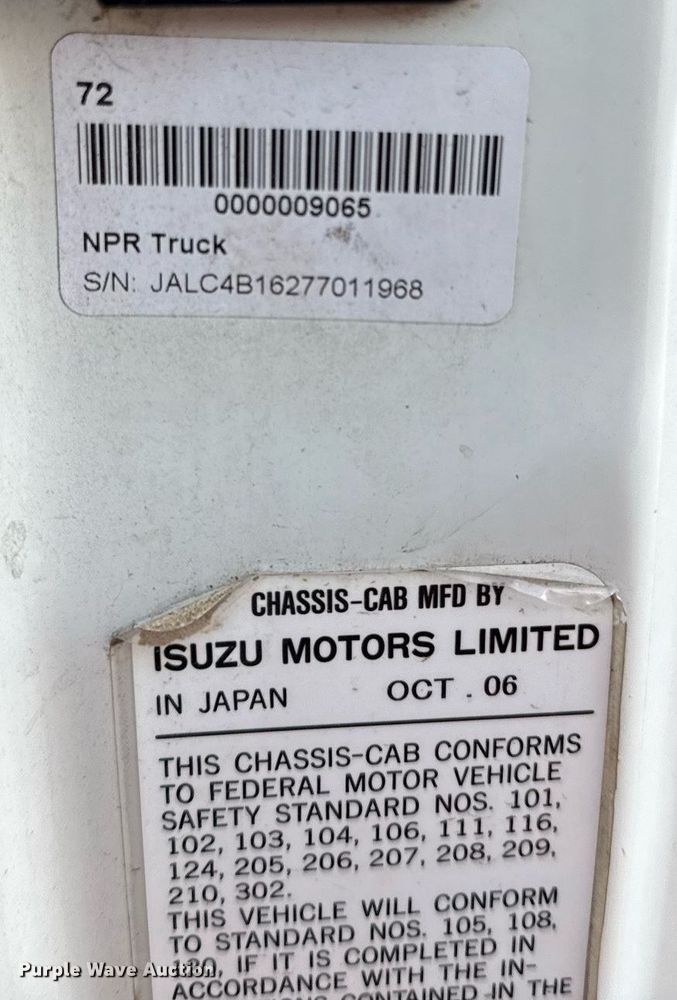 72
0000009065
NPR Truck
S/N: JALC4B16277011968
CHASSIS-CAB MFD BY
ISUZU MOTORS LIMITED
IN JAPAN OCT . 06
THIS CHASSIS-CAB CONFORMS
TO FEDERAL MOTOR VEHICLE
SAFETY STANDARD NOS. 101,
102, 103, 104, 106, 111, 116,
124, 205, 206, 207, 208, 209,
210, 302.
THIS VEHICLE WILL CONFORM
TO STANDARD NOS. 105, 108,
IF IT IS COMPLETED IN
ACCORDANCE WITH THE IN-
CONTAINED IN THE
Purple Wave Auction